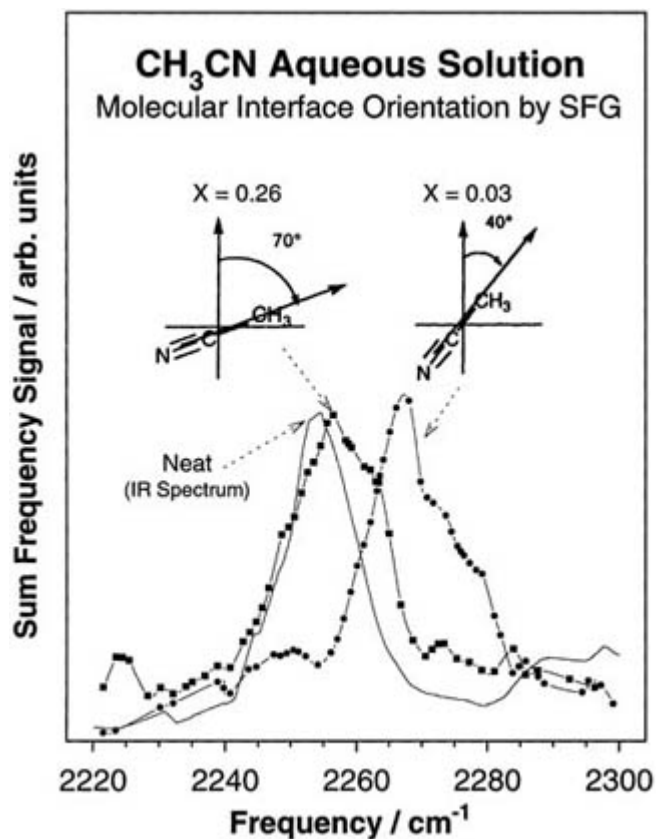 CH₃CN Aqueous Solution
Molecular Interface Orientation by SFG
X = 0.26
X = 0.03
70°
40°
CH₃
C
N
CH₃
C
N
Neat
(IR Spectrum)
Sum Frequency Signal / arb. units
2220 2240 2260 2280 2300
Frequency / cm⁻¹